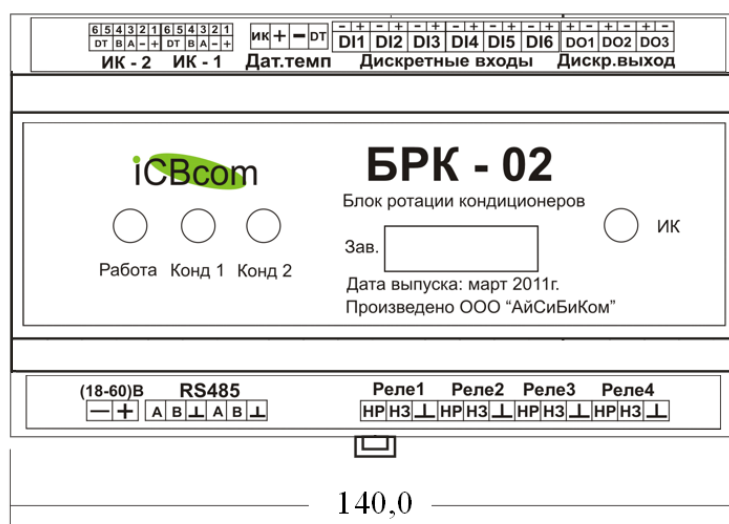 6 5 4 3 2 1 6 5 4 3 2 1
DT B A - + DT B A - +
ИК - 2 ИК - 1
ик + - DT
Дат.темп
- + - + - + - + - + - +
DI1 DI2 DI3 DI4 DI5 DI6
Дискретные входы
+ - + - + -
DO1 DO2 DO3
Дискр.выход
iCBcom
БРК - 02
Блок ротации кондиционеров
Работа Конд 1 Конд 2
Зав.
ИК
Дата выпуска: март 2011г.
Произведено ООО "АйСиБиКом"
(18-60)В RS485
— + A B ⊥ A B ⊥
Реле1 Реле2 Реле3 Реле4
НР НЗ ⊥ НР НЗ ⊥ НР НЗ ⊥ НР НЗ ⊥
140,0